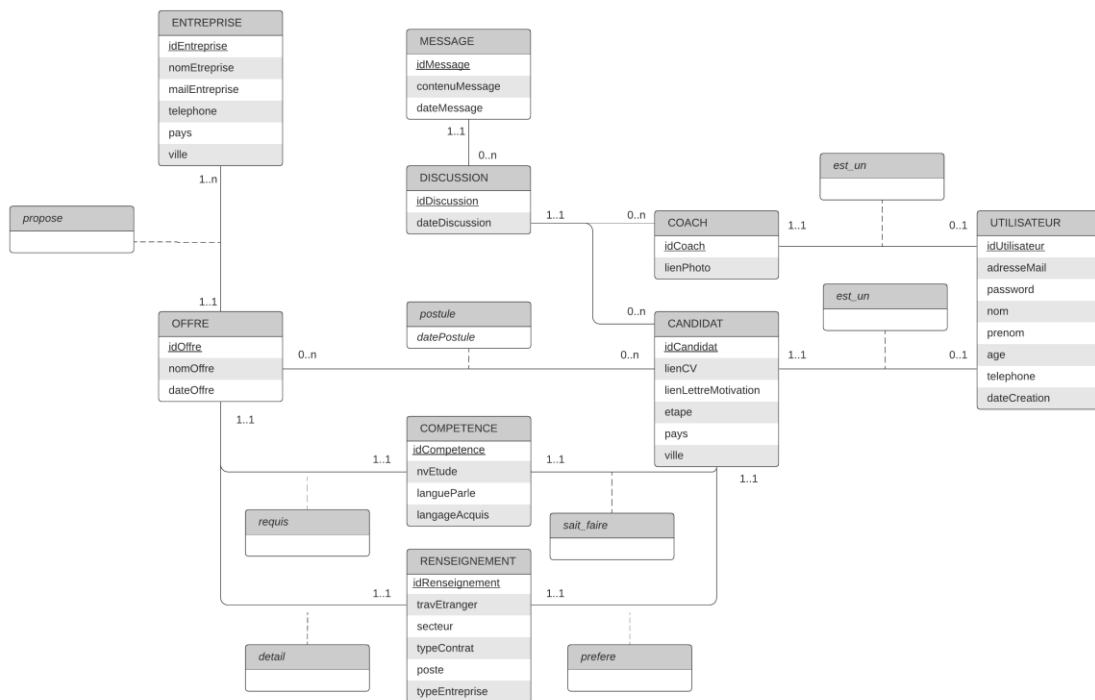 ENTREPRISE
idEntreprise
nomEtreprise
mailEntreprise
telephone
pays
ville
1..n
MESSAGE
idMessage
contenuMessage
dateMessage
1..1
0..n
DISCUSSION
idDiscussion
dateDiscussion
1..1
0..n
0..n
COACH
idCoach
lienPhoto
1..1
est_un
0..1
UTILISATEUR
idUtilisateur
adresseMail
password
nom
prenom
age
telephone
dateCreation
est_un
1..1
0..1
propose
1..1
OFFRE
idOffre
nomOffre
dateOffre
0..n
postule
datePostule
0..n
CANDIDAT
idCandidat
lienCV
lienLettreMotivation
etape
pays
ville
1..1
1..1
1..1
COMPETENCE
idCompetence
nvEtude
langueParle
langageAcquis
1..1
requis
sait_faire
1..1
RENSEIGNEMENT
idRenseignement
travEtranger
secteur
typeContrat
poste
typeEntreprise
1..1
detail
prefere